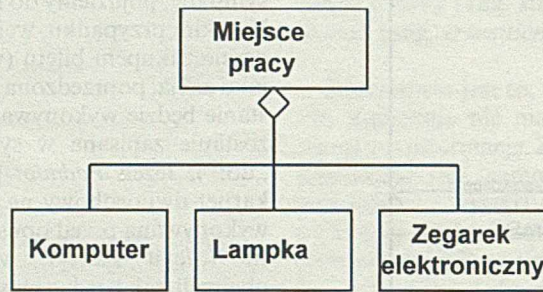 Miejsce
pracy
Komputer
Lampka
Zegarek
elektroniczny